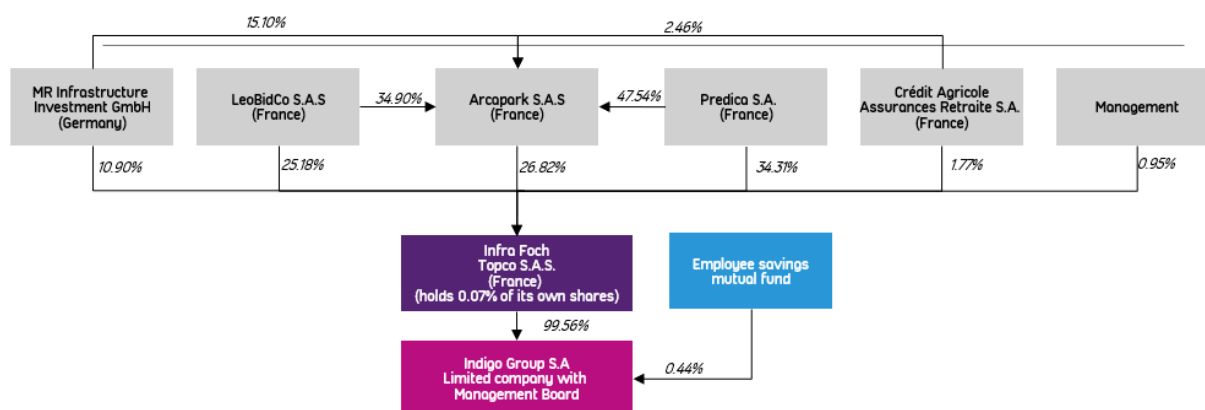 15.10%
2.46%
MR Infrastructure
Investment GmbH
(Germany)
LeoBidCo S.A.S
(France)
34.90%
Arcapark S.A.S
(France)
47.54%
Predica S.A.
(France)
Crédit Agricole
Assurances Retraite S.A.
(France)
Management
10.90%
25.18%
26.82%
34.31%
1.77%
0.95%
Infra Foch
Topco S.A.S.
(France)
(holds 0.07% of its own shares)
Employee savings
mutual fund
99.56%
Indigo Group S.A
Limited company with
Management Board
0.44%